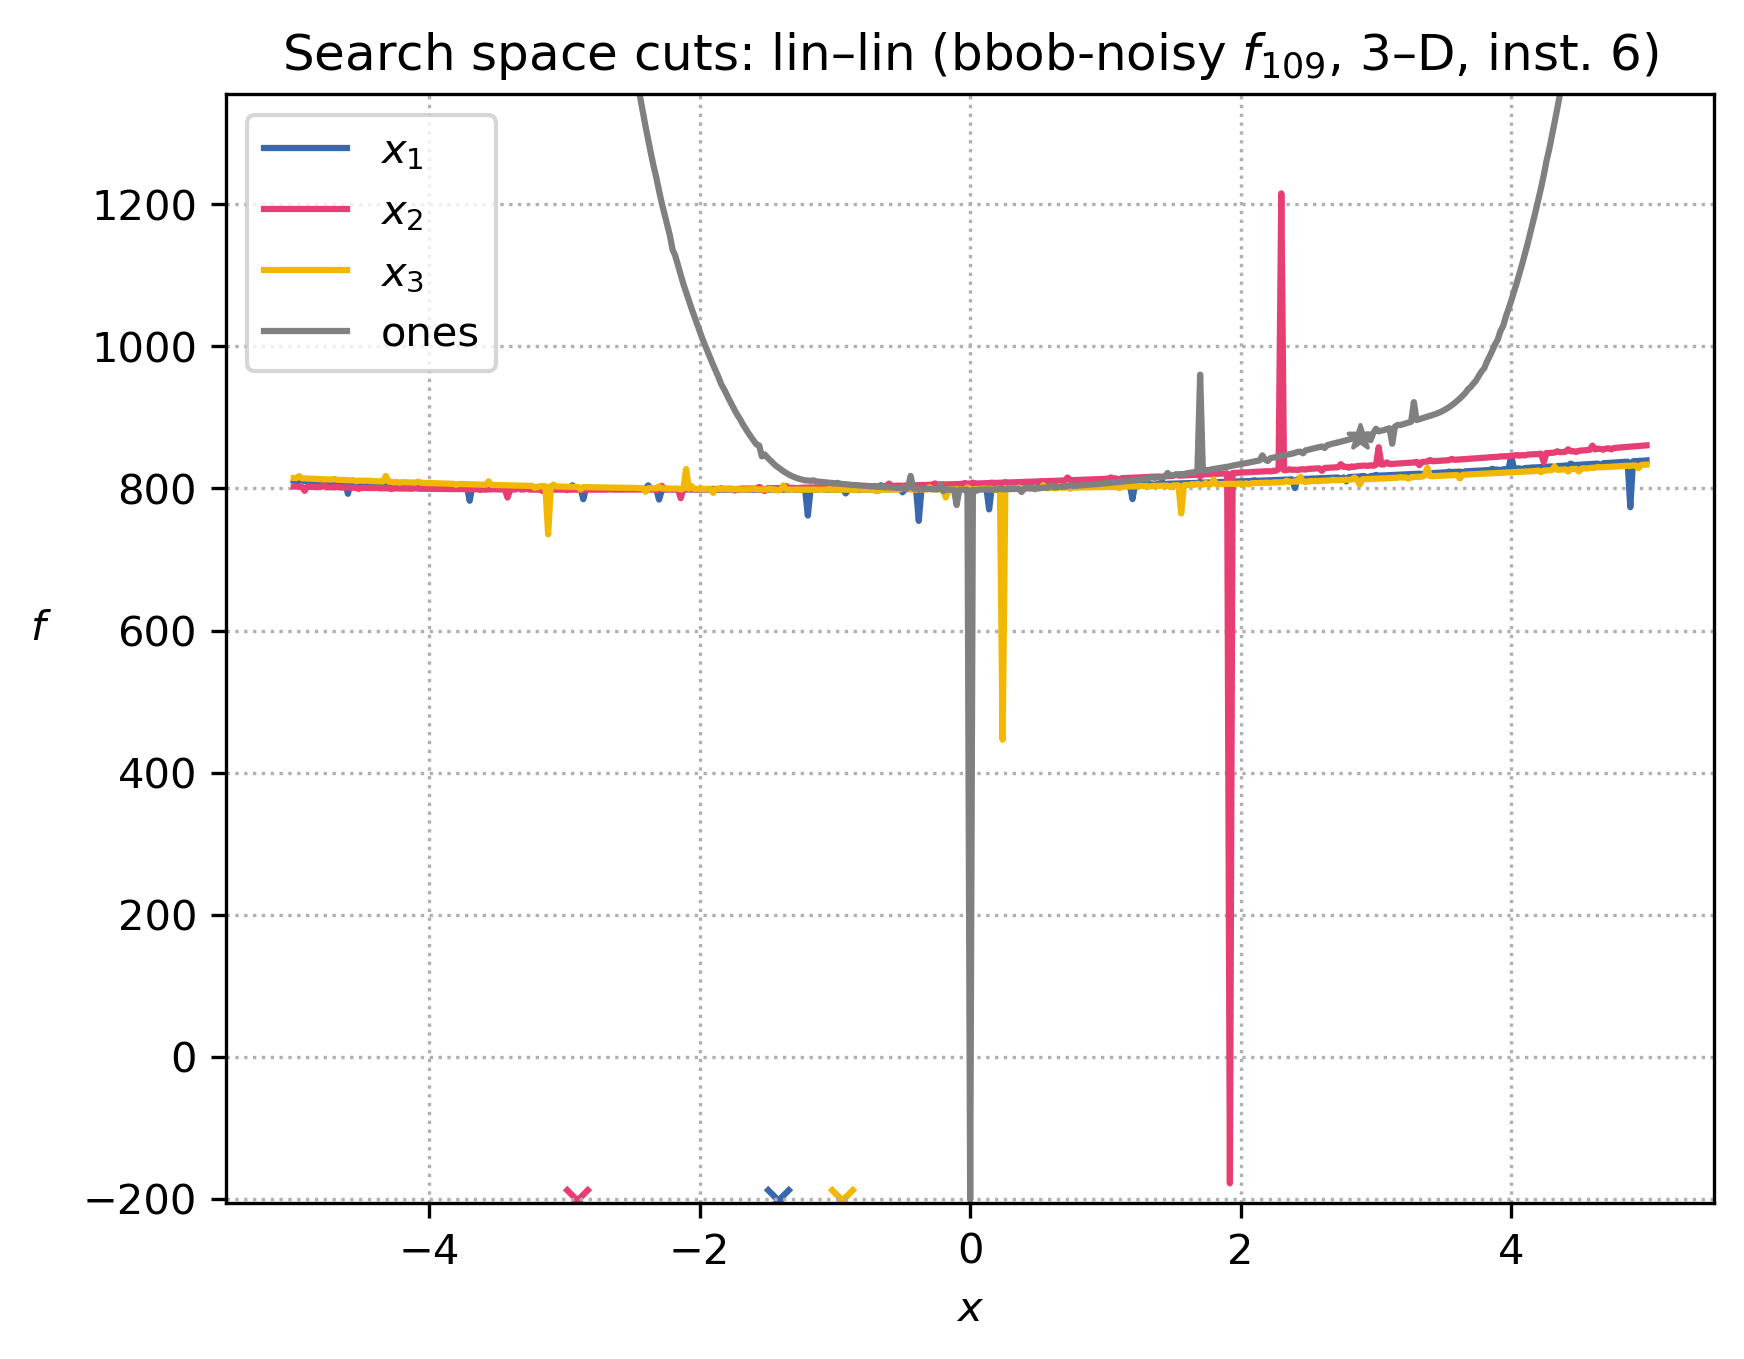 Search space cuts: lin–lin (bbob-noisy f₁₀₉, 3–D, inst. 6)
x₁
x₂
x₃
ones
1200
1000
800
600
400
200
0
−200
f
−4
−2
0
2
4
x